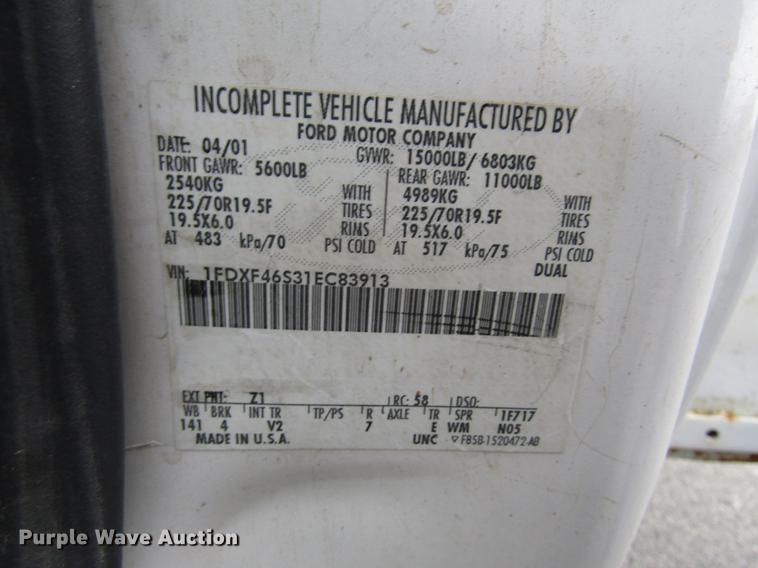 INCOMPLETE VEHICLE MANUFACTURED BY
FORD MOTOR COMPANY
DATE: 04/01 GVWR: 15000LB/ 6803KG
FRONT GAWR: 5600LB REAR GAWR: 11000LB
2540KG WITH 4989KG WITH
225/70R19.5F TIRES 225/70R19.5F TIRES
19.5X6.0 RIMS 19.5X6.0 RIMS
AT 483 kPa/70 PSI COLD AT 517 kPa/75 PSI COLD
DUAL
VIN: 1FDXF46S31EC83913
EXT PNT: Z1 RC: 58 DSO:
WB BRK INT TR TP/PS R AXLE TR SPR 1F717
141 4 V2 7 E WM N05
MADE IN U.S.A. UNC F85B-1520472-AB
Purple Wave Auction